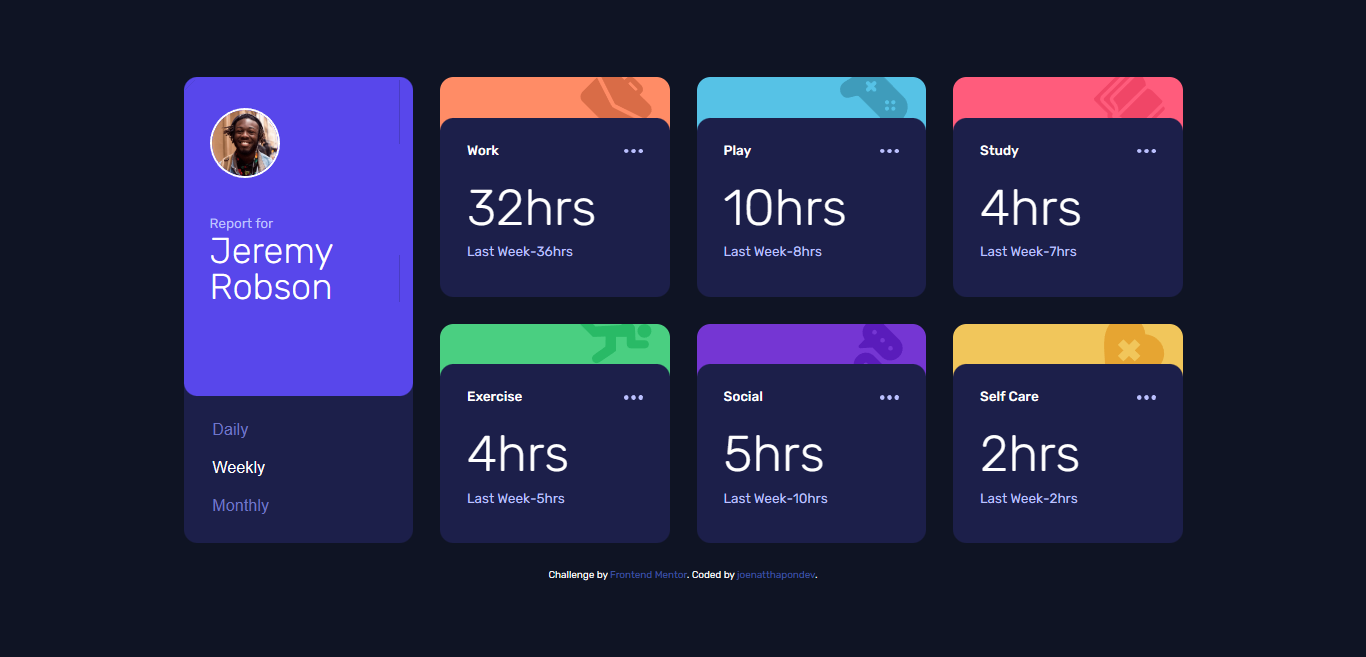 Report for
Jeremy
Robson
Daily
Weekly
Monthly
Work
32hrs
Last Week-36hrs
Play
10hrs
Last Week-8hrs
Study
4hrs
Last Week-7hrs
Exercise
4hrs
Last Week-5hrs
Social
5hrs
Last Week-10hrs
Self Care
2hrs
Last Week-2hrs
Challenge by Frontend Mentor. Coded by joenatthapondev.